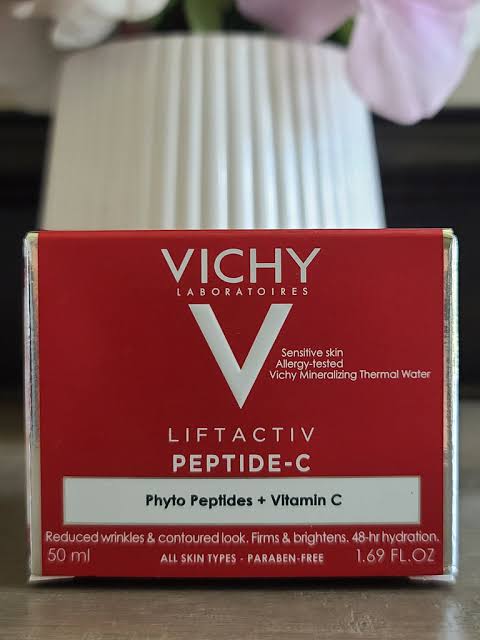 VICHY
LABORATOIRES
V
Sensitive skin
Allergy-tested
Vichy Mineralizing Thermal Water
LIFTACTIV
PEPTIDE-C
Phyto Peptides + Vitamin C
Reduced wrinkles & contoured look. Firms & brightens. 48-hr hydration.
50 ml ALL SKIN TYPES - PARABEN-FREE 1.69 FL.OZ